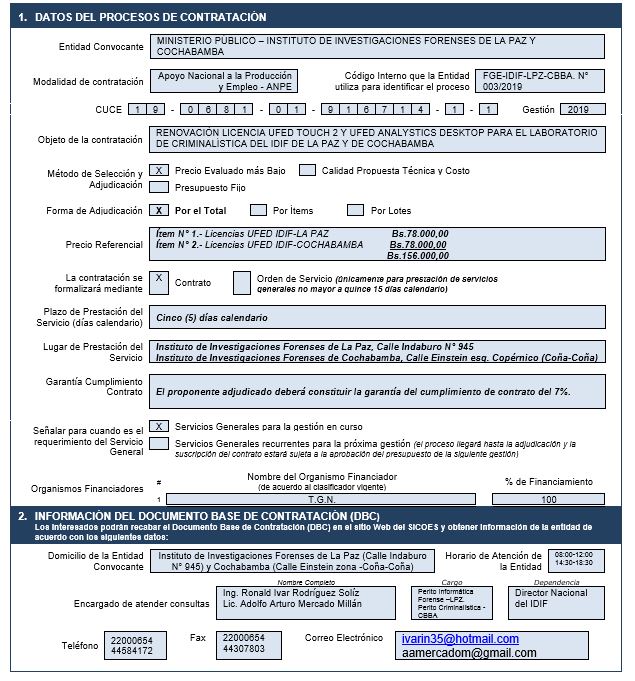 1. DATOS DEL PROCESOS DE CONTRATACIÓN
Entidad Convocante
MINISTERIO PÚBLICO – INSTITUTO DE INVESTIGACIONES FORENSES DE LA PAZ Y
COCHABAMBA
Modalidad de contratación
Apoyo Nacional a la Producción
y Empleo - ANPE
Código Interno que la Entidad
utiliza para identificar el proceso
FGE-IDIF-LPZ-CBBA. N°
003/2019
CUCE 1 9 - 0 6 8 1 - 0 1 - 9 1 6 7 1 4 - 1 - 1 Gestión 2019
Objeto de la contratación
RENOVACIÓN LICENCIA UFED TOUCH 2 Y UFED ANALYSTICS DESKTOP PARA EL LABORATORIO
DE CRIMINALÍSTICA DEL IDIF DE LA PAZ Y DE COCHABAMBA
Método de Selección y
Adjudicación
X Precio Evaluado más Bajo Calidad Propuesta Técnica y Costo
Presupuesto Fijo
Forma de Adjudicación X Por el Total Por Ítems Por Lotes
Precio Referencial
Ítem N° 1.- Licencias UFED IDIF-LA PAZ Bs.78.000,00
Ítem N° 2.- Licencias UFED IDIF-COCHABAMBA Bs.78.000,00
Bs.156.000,00
La contratación se
formalizará mediante
X Contrato
Orden de Servicio (únicamente para prestación de servicios
generales no mayor a quince 15 días calendario)
Plazo de Prestación del
Servicio (días calendario)
Cinco (5) días calendario
Lugar de Prestación del
Servicio
Instituto de Investigaciones Forenses de La Paz, Calle Indaburo N° 945
Instituto de Investigaciones Forenses de Cochabamba, Calle Einstein esq. Copérnico (Coña-Coña)
Garantía Cumplimiento
Contrato
El proponente adjudicado deberá constituir la garantía del cumplimiento de contrato del 7%.
Señalar para cuando es el
requerimiento del Servicio
General
X Servicios Generales para la gestión en curso
Servicios Generales recurrentes para la próxima gestión (el proceso llegará hasta la adjudicación y la
suscripción del contrato estará sujeta a la aprobación del presupuesto de la siguiente gestión)
Organismos Financiadores
#
Nombre del Organismo Financiador
(de acuerdo al clasificador vigente)
% de Financiamiento
1 T.G.N. 100
2. INFORMACIÓN DEL DOCUMENTO BASE DE CONTRATACIÓN (DBC)
Los interesados podrán recabar el Documento Base de Contratación (DBC) en el sitio Web del SICOES y obtener información de la entidad de
acuerdo con los siguientes datos:
Domicilio de la Entidad
Convocante
Instituto de Investigaciones Forenses de La Paz (Calle Indaburo
N° 945) y Cochabamba (Calle Einstein zona -Coña-Coña)
Horario de Atención de
la Entidad
08:00-12:00
14:30-18:30
Nombre Completo Cargo Dependencia
Encargado de atender consultas
Ing. Ronald Ivar Rodríguez Solíz
Lic. Adolfo Arturo Mercado Millán
Perito Informática
Forense –LPZ.
Perito Criminalística -
CBBA
Director Nacional
del IDIF
Teléfono
22000654
44584172
Fax
22000654
44307803
Correo Electrónico
ivarin35@hotmail.com
aamercadom@gmail.com